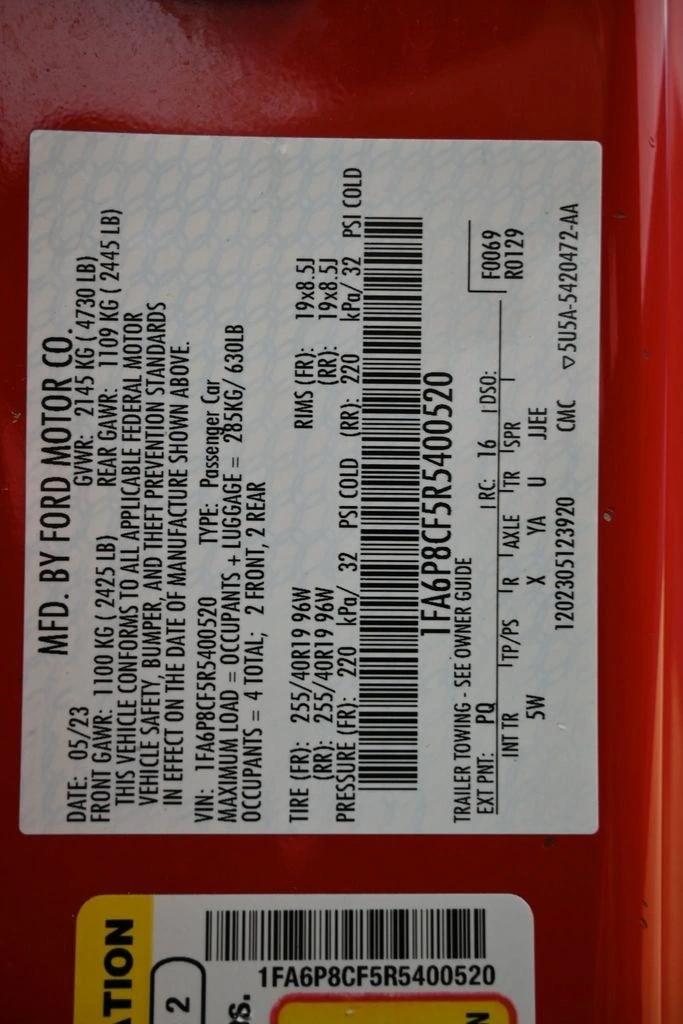 MFD. BY FORD MOTOR CO.
DATE: 05/23 GVWR: 2145 KG ( 4730 LB)
FRONT GAWR: 1100 KG ( 2425 LB) REAR GAWR: 1109 KG ( 2445 LB)
THIS VEHICLE CONFORMS TO ALL APPLICABLE FEDERAL MOTOR
VEHICLE SAFETY, BUMPER, AND THEFT PREVENTION STANDARDS
IN EFFECT ON THE DATE OF MANUFACTURE SHOWN ABOVE.
VIN: 1FA6P8CF5R5400520 TYPE: Passenger Car
MAXIMUM LOAD = OCCUPANTS + LUGGAGE = 285KG/ 630LB
OCCUPANTS = 4 TOTAL; 2 FRONT, 2 REAR
TIRE (FR): 255/40R19 96W RIMS (FR): 19x8.5J
(RR): 255/40R19 96W (RR): 19x8.5J
PRESSURE (FR): 220 kPa/ 32 PSI COLD (RR): 220 kPa/ 32 PSI COLD
1FA6P8CF5R5400520
TRAILER TOWING - SEE OWNER GUIDE F0069
EXT PNT: PQ RC: 16 DSO: R0129
INT TR TP/PS R AXLE TR SPR
5W X YA U JJEE
1202305123920 CMC ▽5U5A-5420472-AA
ATION
2
s.
1FA6P8CF5R5400520
N